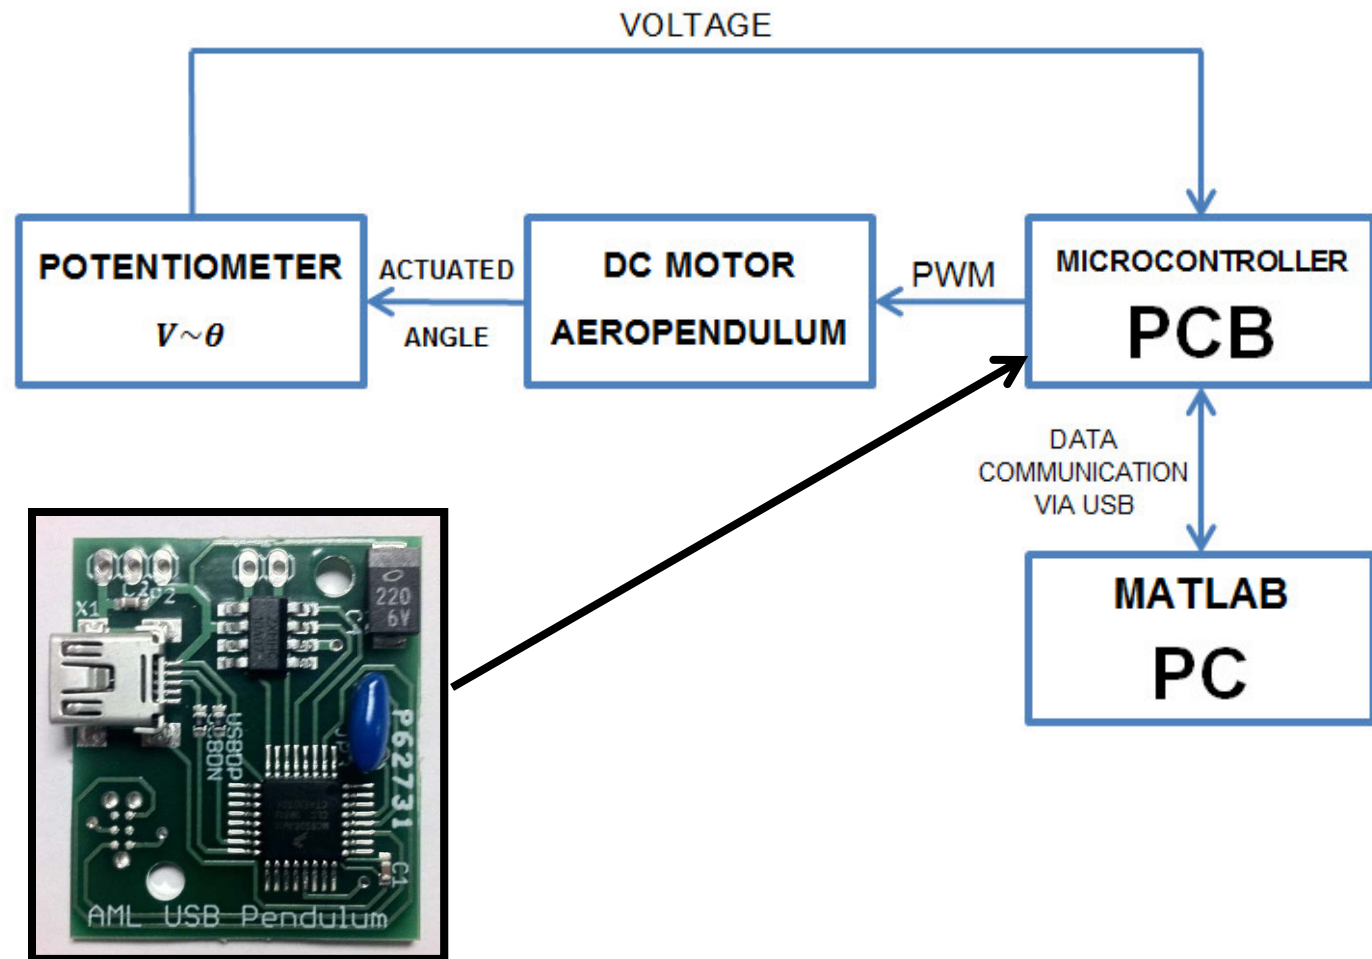 VOLTAGE
POTENTIOMETER
V~θ
ACTUATED
ANGLE
DC MOTOR
AEROPENDULUM
PWM
MICROCONTROLLER
PCB
DATA
COMMUNICATION
VIA USB
MATLAB
PC
X1
C2
220
6V
USBDP
USBDN
P62731
C1
AML USB Pendulum